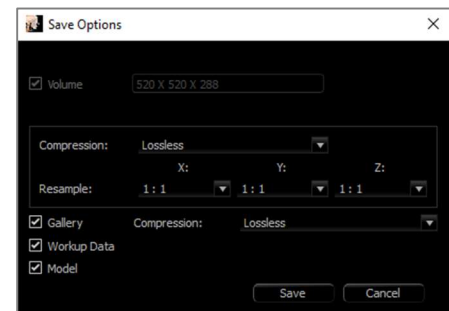 Save Options
Volume 520 X 520 X 288
Compression: Lossless
X: Y: Z:
Resample: 1 : 1 1 : 1 1 : 1
Gallery Compression: Lossless
Workup Data
Model
Save Cancel